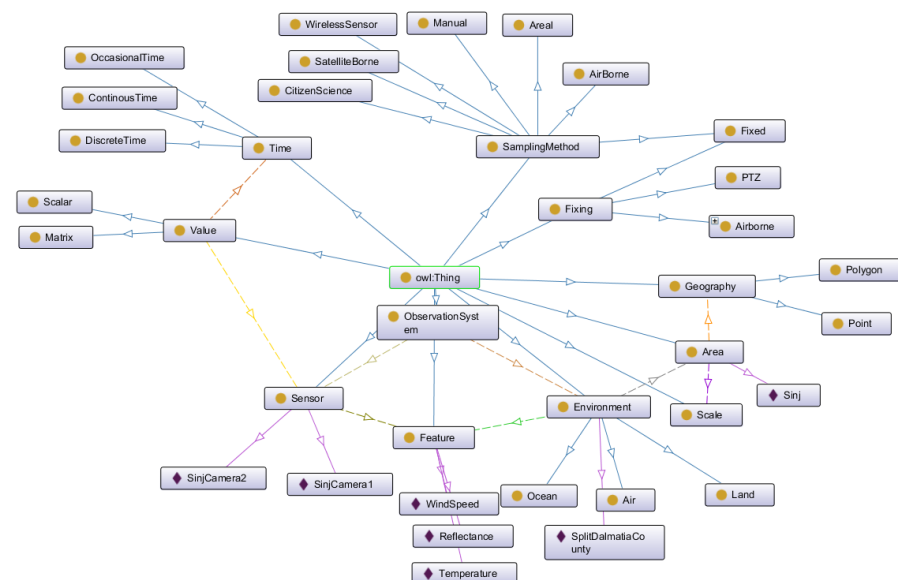 WirelessSensor
Manual
Areal
OccasionalTime
SatelliteBorne
AirBorne
CitizenScience
ContinousTime
DiscreteTime
Time
SamplingMethod
Fixed
PTZ
Scalar
Fixing
Matrix
Value
Airborne
owl:Thing
Geography
Polygon
ObservationSyst
em
Point
Area
Sensor
Environment
Scale
Sinj
Feature
SinjCamera2
SinjCamera1
WindSpeed
Ocean
Air
Land
Reflectance
SplitDalmatiaCo
unty
Temperature